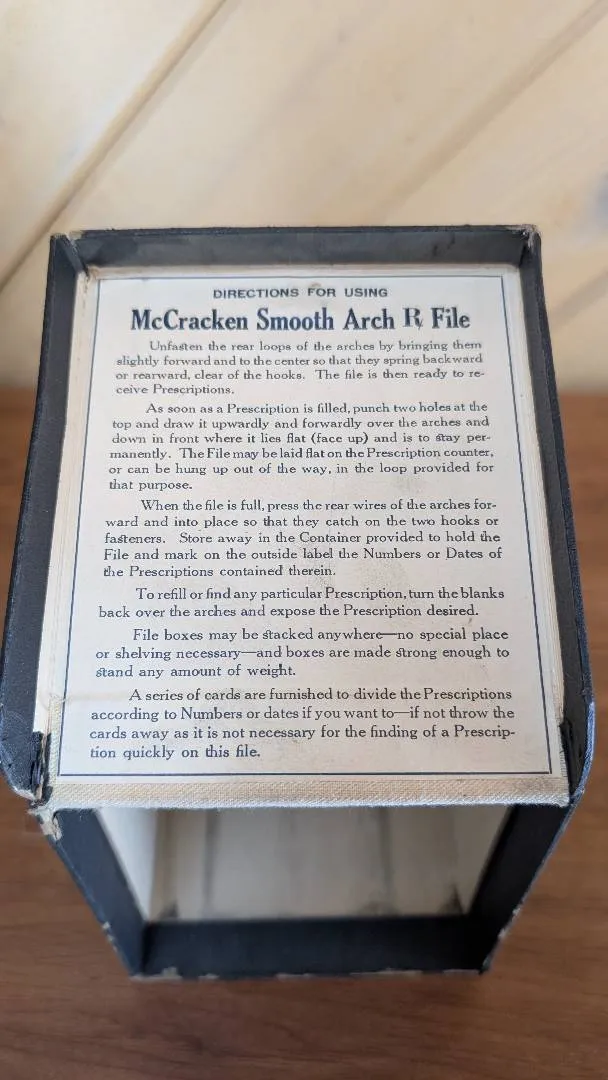 DIRECTIONS FOR USING
McCracken Smooth Arch ℞ File
Unfasten the rear loops of the arches by bringing them
slightly forward and to the center so that they spring backward
or rearward, clear of the hooks. The file is then ready to re-
ceive Prescriptions.
As soon as a Prescription is filled, punch two holes at the
top and draw it upwardly and forwardly over the arches and
down in front where it lies flat (face up) and is to stay per-
manently. The File may be laid flat on the Prescription counter,
or can be hung up out of the way, in the loop provided for
that purpose.
When the file is full, press the rear wires of the arches for-
ward and into place so that they catch on the two hooks or
fasteners. Store away in the Container provided to hold the
File and mark on the outside label the Numbers or Dates of
the Prescriptions contained therein.
To refill or find any particular Prescription, turn the blanks
back over the arches and expose the Prescription desired.
File boxes may be stacked anywhere—no special place
or shelving necessary—and boxes are made strong enough to
stand any amount of weight.
A series of cards are furnished to divide the Prescriptions
according to Numbers or dates if you want to—if not throw the
cards away as it is not necessary for the finding of a Prescrip-
tion quickly on this file.